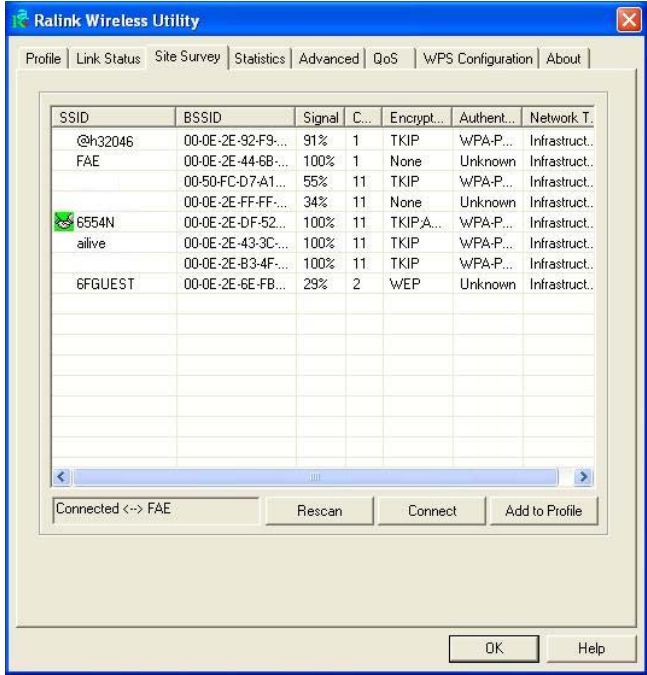 Ralink Wireless Utility
Profile Link Status Site Survey Statistics Advanced QoS WPS Configuration About
SSID BSSID Signal C... Encrypt... Authent... Network T.
@h32046 00-0E-2E-92-F9-... 91% 1 TKIP WPA-P... Infrastruct..
FAE 00-0E-2E-44-6B-... 100% 1 None Unknown Infrastruct..
00-50-FC-D7-A1... 55% 11 TKIP WPA-P... Infrastruct..
00-0E-2E-FF-FF-... 34% 11 None Unknown Infrastruct..
6554N 00-0E-2E-DF-52... 100% 11 TKIP;A... WPA-P... Infrastruct..
ailive 00-0E-2E-43-3C-... 100% 11 TKIP WPA-P... Infrastruct..
00-0E-2E-B3-4F-... 100% 11 TKIP WPA-P... Infrastruct..
6FGUEST 00-0E-2E-6E-FB... 29% 2 WEP Unknown Infrastruct..
Connected <--> FAE Rescan Connect Add to Profile
OK Help